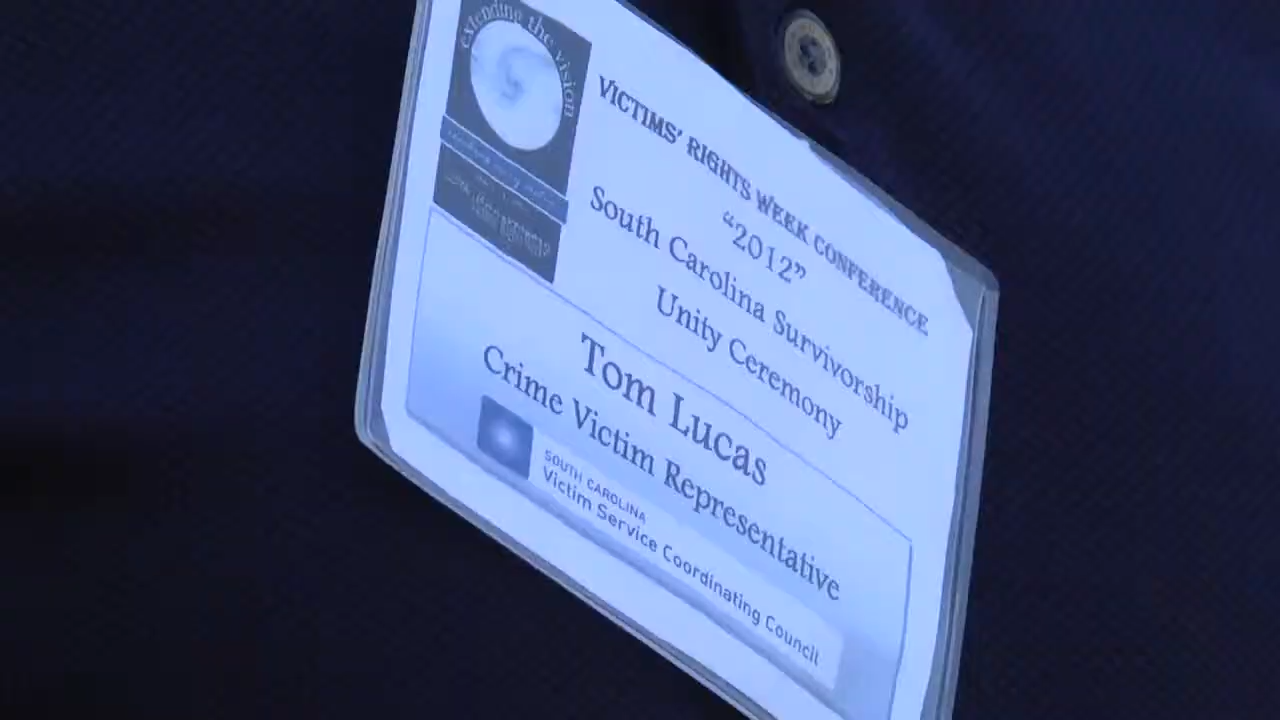 extending the vision
VICTIMS' RIGHTS WEEK CONFERENCE
“2012”
South Carolina Survivorship
Unity Ceremony
Tom Lucas
Crime Victim Representative
SOUTH CAROLINA
Victim Service Coordinating Council